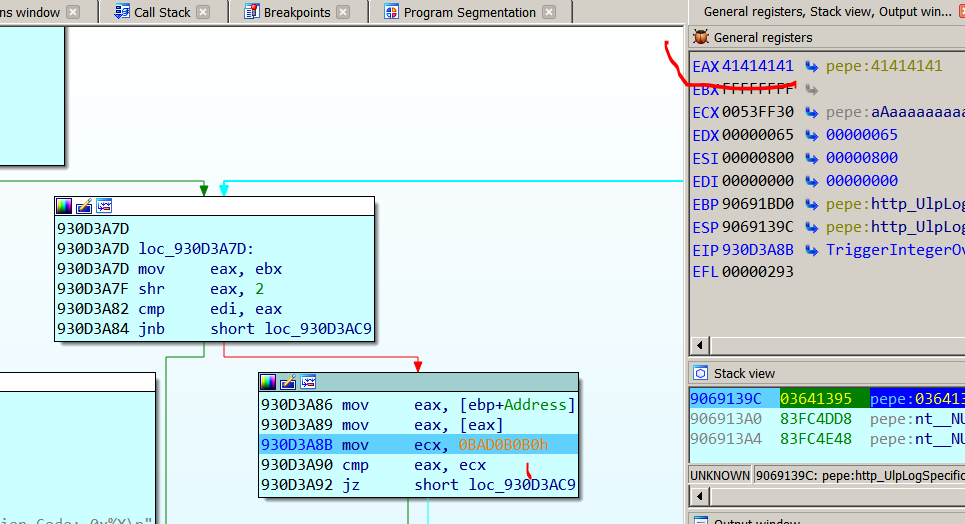 ns window
Call Stack
Breakpoints
Program Segmentation
General registers, Stack view, Output win...
General registers
EAX 41414141 pepe:41414141
EBX FFFFFFFF
ECX 0053FF30 pepe:aAaaaaaaaaa
EDX 00000065 00000065
ESI 00000800 00000800
EDI 00000000 00000000
EBP 90691BD0 pepe:http_UlpLog
ESP 9069139C pepe:http_UlpLog
EIP 930D3A8B TriggerIntegerOv
EFL 00000293
930D3A7D
930D3A7D loc_930D3A7D:
930D3A7D mov eax, ebx
930D3A7F shr eax, 2
930D3A82 cmp edi, eax
930D3A84 jnb short loc_930D3AC9
930D3A86 mov eax, [ebp+Address]
930D3A89 mov eax, [eax]
930D3A8B mov ecx, 0BAD0B0B0h
930D3A90 cmp eax, ecx
930D3A92 jz short loc_930D3AC9
Stack view
9069139C 03641395 pepe:036413
906913A0 83FC4DD8 pepe:nt__NU
906913A4 83FC4E48 pepe:nt__NU
UNKNOWN 9069139C: pepe:http_UlpLogSpecific
Output window
ion Code: 0x%X\n"